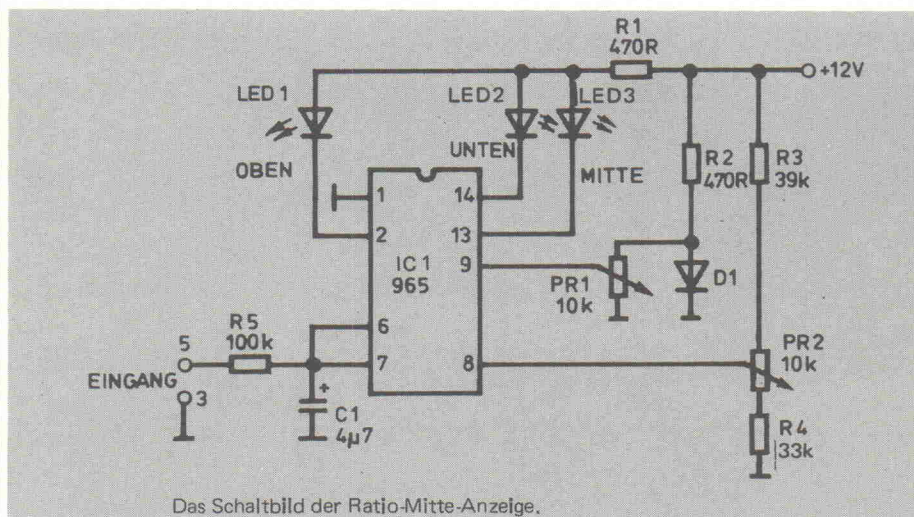 R1
470R
+12V
LED 1
LED2
LED3
OBEN
UNTEN
MITTE
R2
470R
R3
39k
1
14
2
13
IC 1
965
9
PR1
10k
D1
R5
100k
6
5
7
8
PR2
10k
EINGANG
3
+
C1
4µ7
R4
33k
Das Schaltbild der Ratio-Mitte-Anzeige.